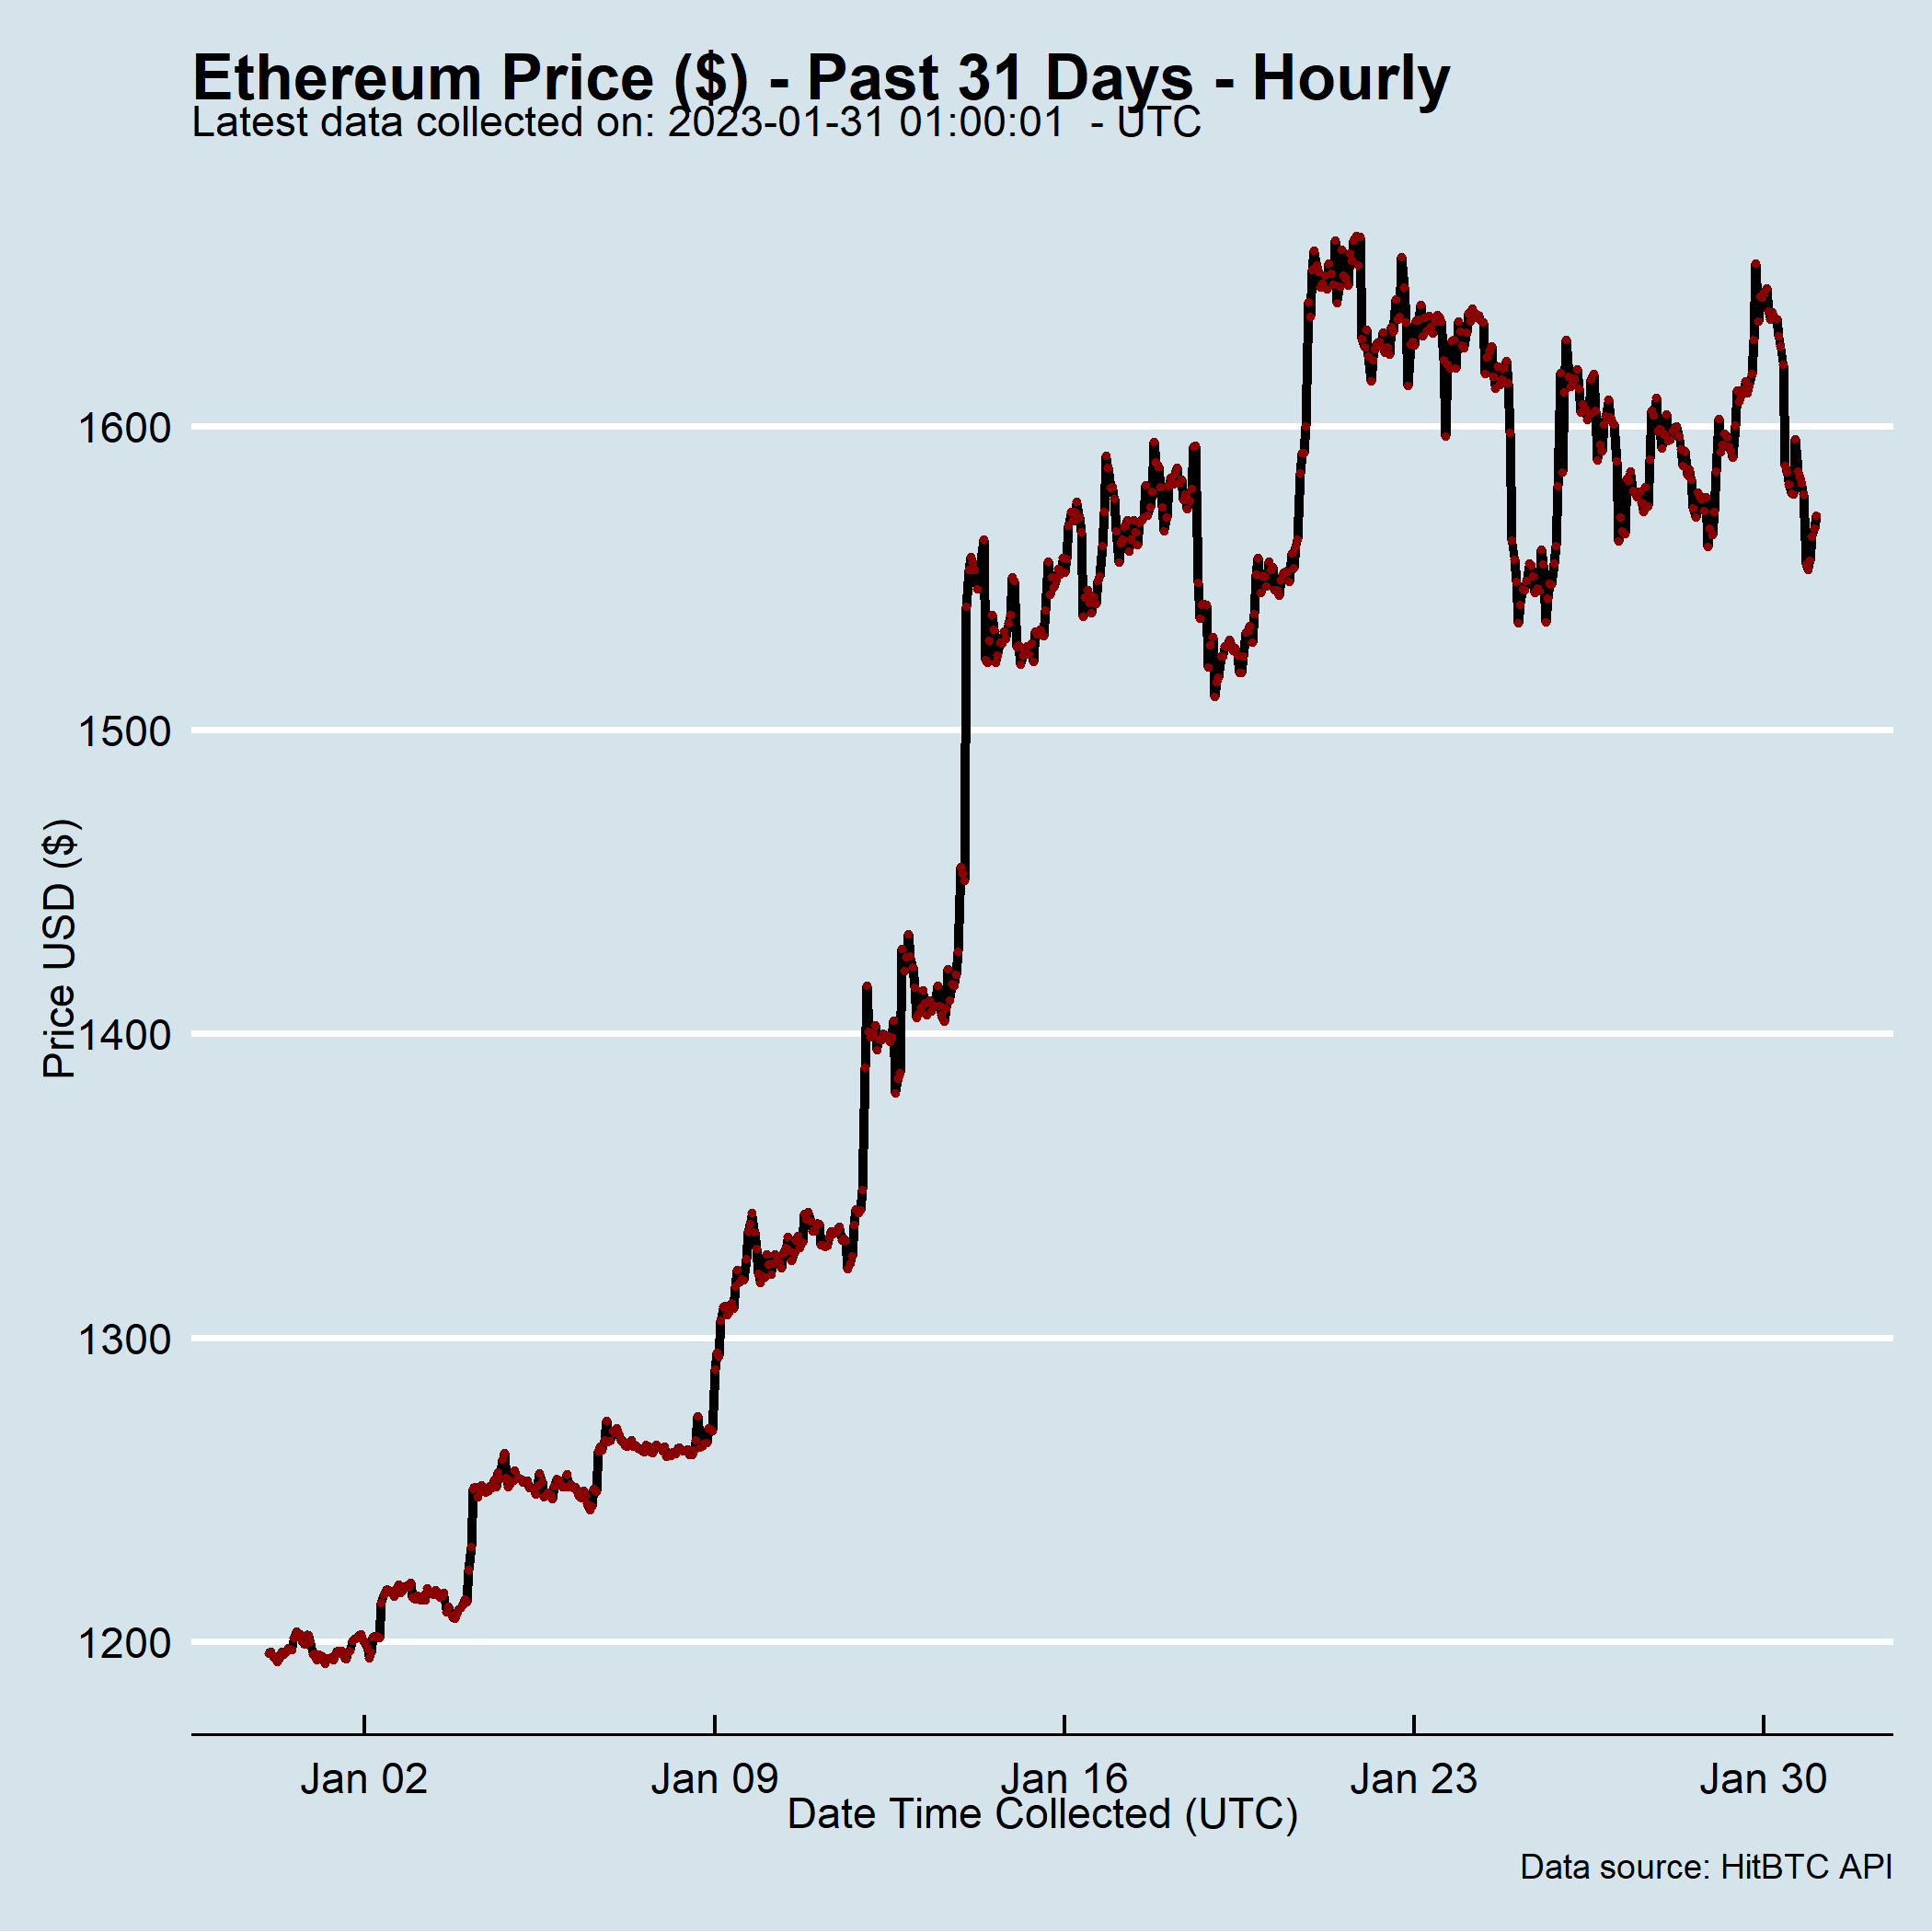 Ethereum Price ($) - Past 31 Days - Hourly
Latest data collected on: 2023-01-31 01:00:01  - UTC
Price USD ($)
1600
1500
1400
1300
1200
Jan 02
Jan 09
Jan 16
Jan 23
Jan 30
Date Time Collected (UTC)
Data source: HitBTC API